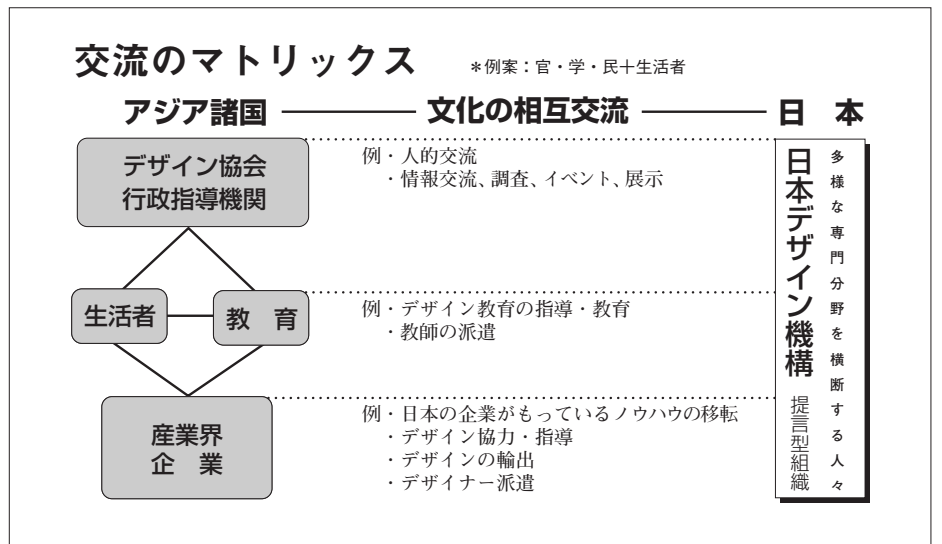 交流のマトリックス
＊例案：官・学・民＋生活者
アジア諸国
文化の相互交流
日 本
デザイン協会
行政指導機関
例・人的交流
・情報交流、調査、イベント、展示
生活者
教 育
例・デザイン教育の指導・教育
・教師の派遣
産業界
企 業
例・日本の企業がもっているノウハウの移転
・デザイン協力・指導
・デザインの輸出
・デザイナー派遣
多様な専門分野を横断する人々
日本デザイン機構 提言型組織